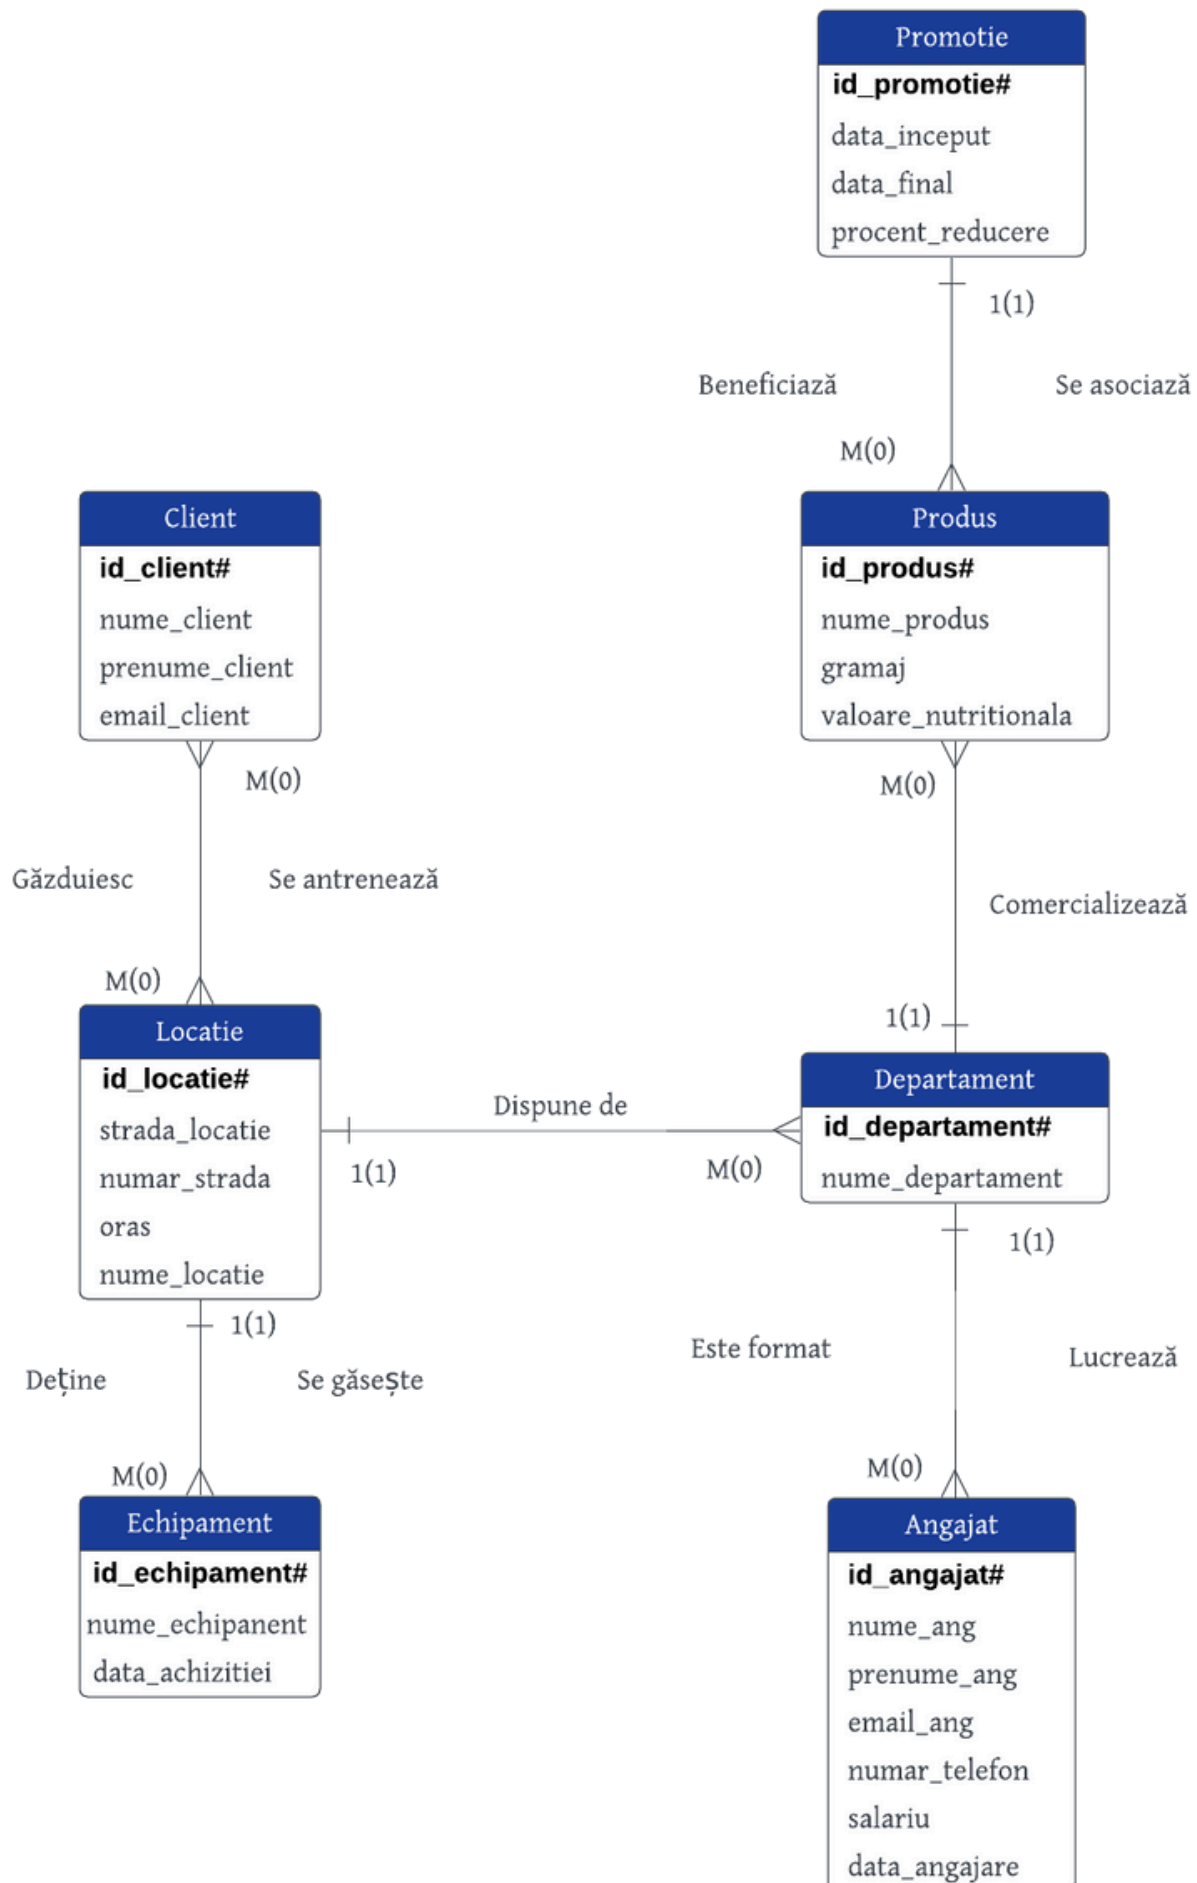 Promotie
id_promotie#
data_inceput
data_final
procent_reducere
1(1)
Beneficiază
Se asociază
M(0)
Client
id_client#
nume_client
prenume_client
email_client
Produs
id_produs#
nume_produs
gramaj
valoare_nutritionala
M(0)
M(0)
Găzduiesc
Se antrenează
Comercializează
M(0)
1(1)
Locatie
id_locatie#
strada_locatie
numar_strada
oras
nume_locatie
Dispune de
1(1)
M(0)
Departament
id_departament#
nume_departament
1(1)
1(1)
Deține
Se găsește
Este format
Lucrează
M(0)
M(0)
Echipament
id_echipament#
nume_echipanent
data_achizitiei
Angajat
id_angajat#
nume_ang
prenume_ang
email_ang
numar_telefon
salariu
data_angajare